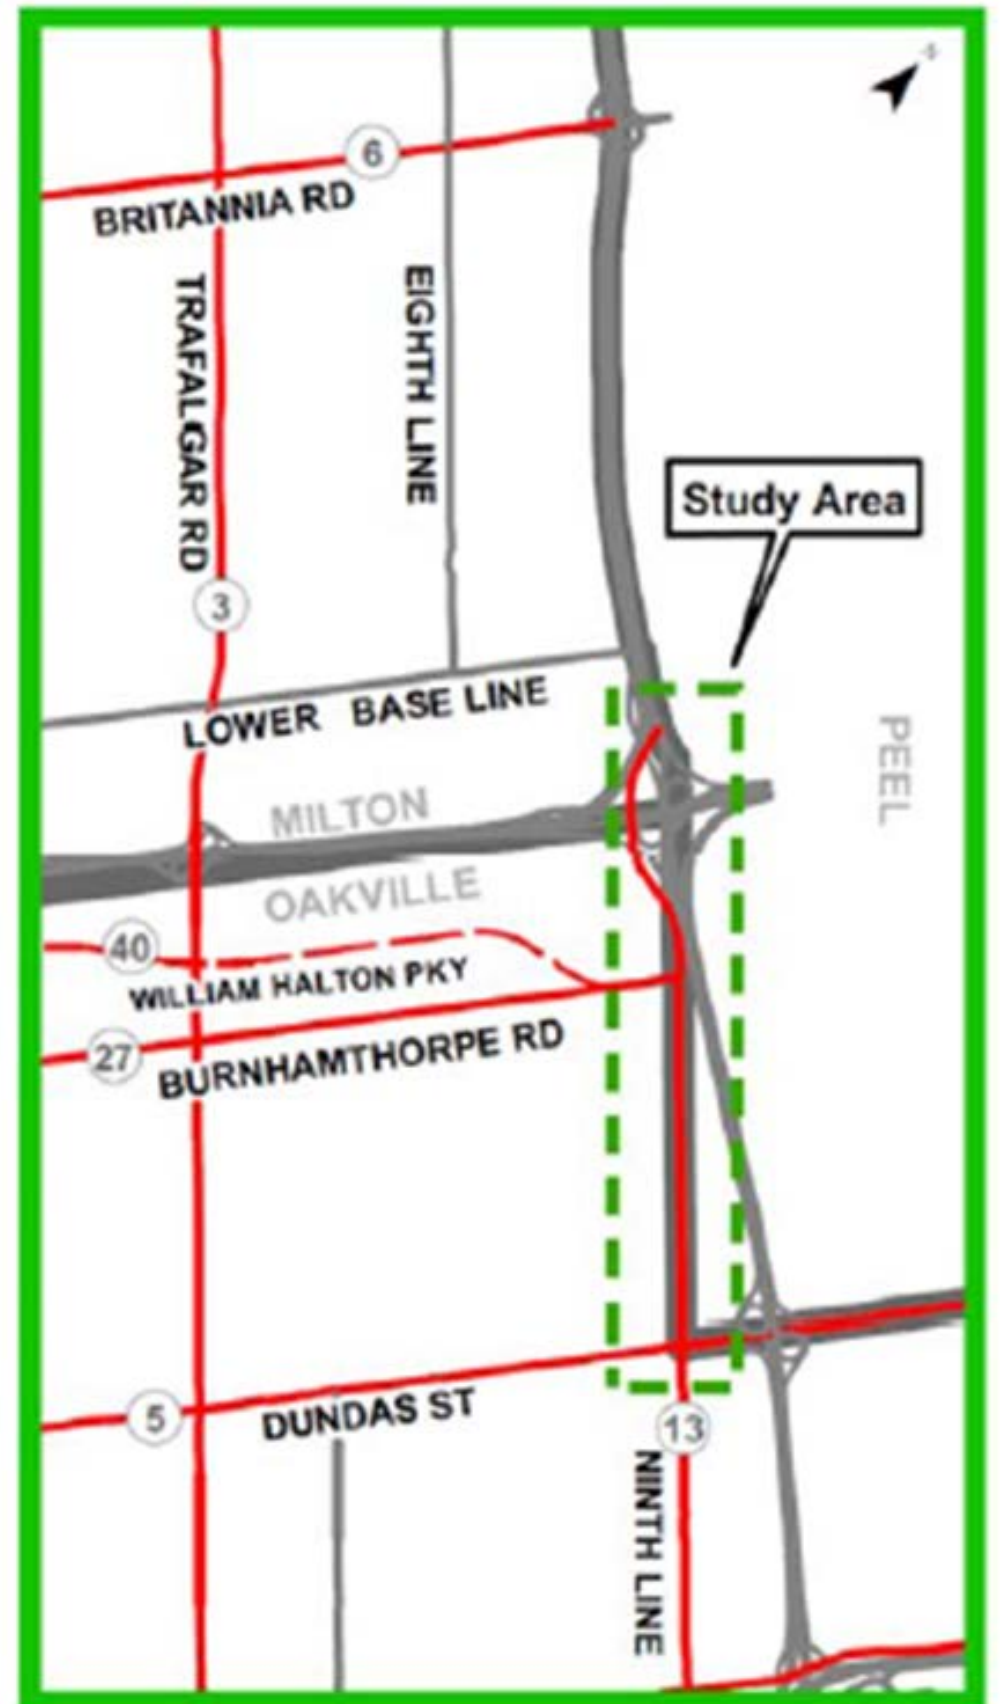 6
BRITANNIA RD
TRAFALGAR RD
EIGHTH LINE
Study Area
3
LOWER BASE LINE
PEEL
MILTON
OAKVILLE
40
WILLIAM HALTON PKY
27
BURNHAMTHORPE RD
5
DUNDAS ST
13
NINTH LINE